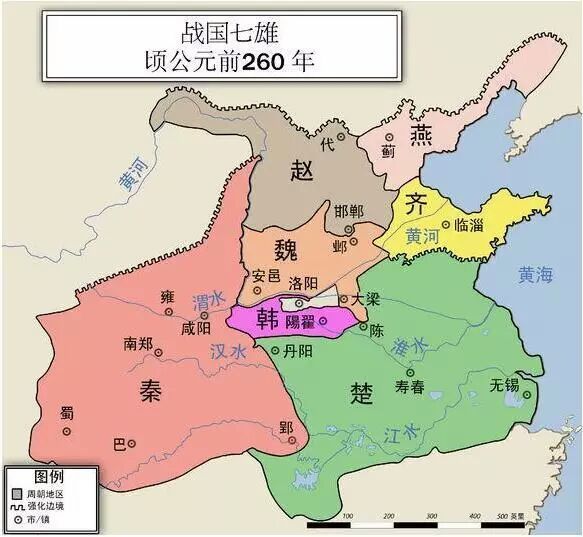 战国七雄
顷公元前260 年
燕
代
蓟
赵
黄河
齐
邯郸
临淄
黄河
邺
魏
黄海
安邑
洛阳
雍
渭水
大梁
咸阳
韩
陽翟
陈
南郑
汉水
丹阳
淮水
秦
楚
寿春
无锡
蜀
巴
郢
江水
图例
周朝地区
强化边境
市/镇
100 200 300 400 500 英里